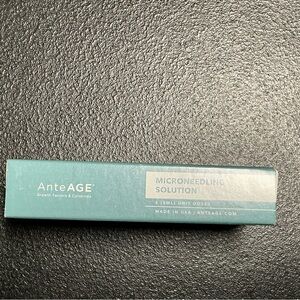 AnteAGE®
Growth Factors & Cytokines
MICRONEEDLING
SOLUTION
MADE IN USA / ANTEAGE.COM